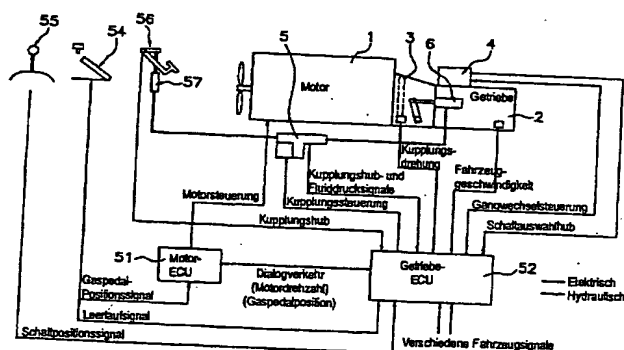 55
54
56
57
5
1
3
6
4
Motor
Getriebe
2
Kupplungs-
drehung
Kupplungshub- und
Fluiddrucksignale
Fahrzeug-
geschwindigkeit
Motorsteuerung
Kupplungssteuerung
Gangwechselsteuerung
Kupplungshub
Schaltauswahlhub
51
Motor-
ECU
Getriebe-
ECU
52
Dialogverkehr
(Motordrehzahl)
(Gaspedalposition)
Gaspedal-
Positionssignal
Leerlaufsignal
Schaltpositionssignal
Elektrisch
Hydraulisch
Verschiedene Fahrzeugsignale